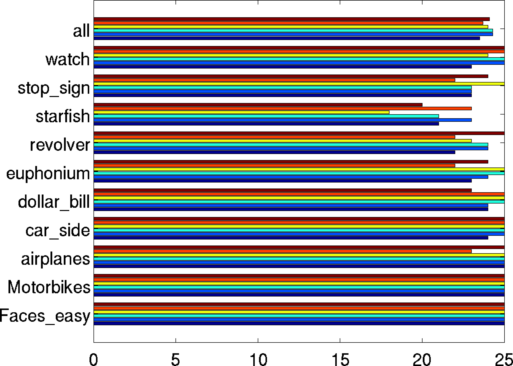 all
watch
stop_sign
starfish
revolver
euphonium
dollar_bill
car_side
airplanes
Motorbikes
Faces_easy
0 5 10 15 20 25